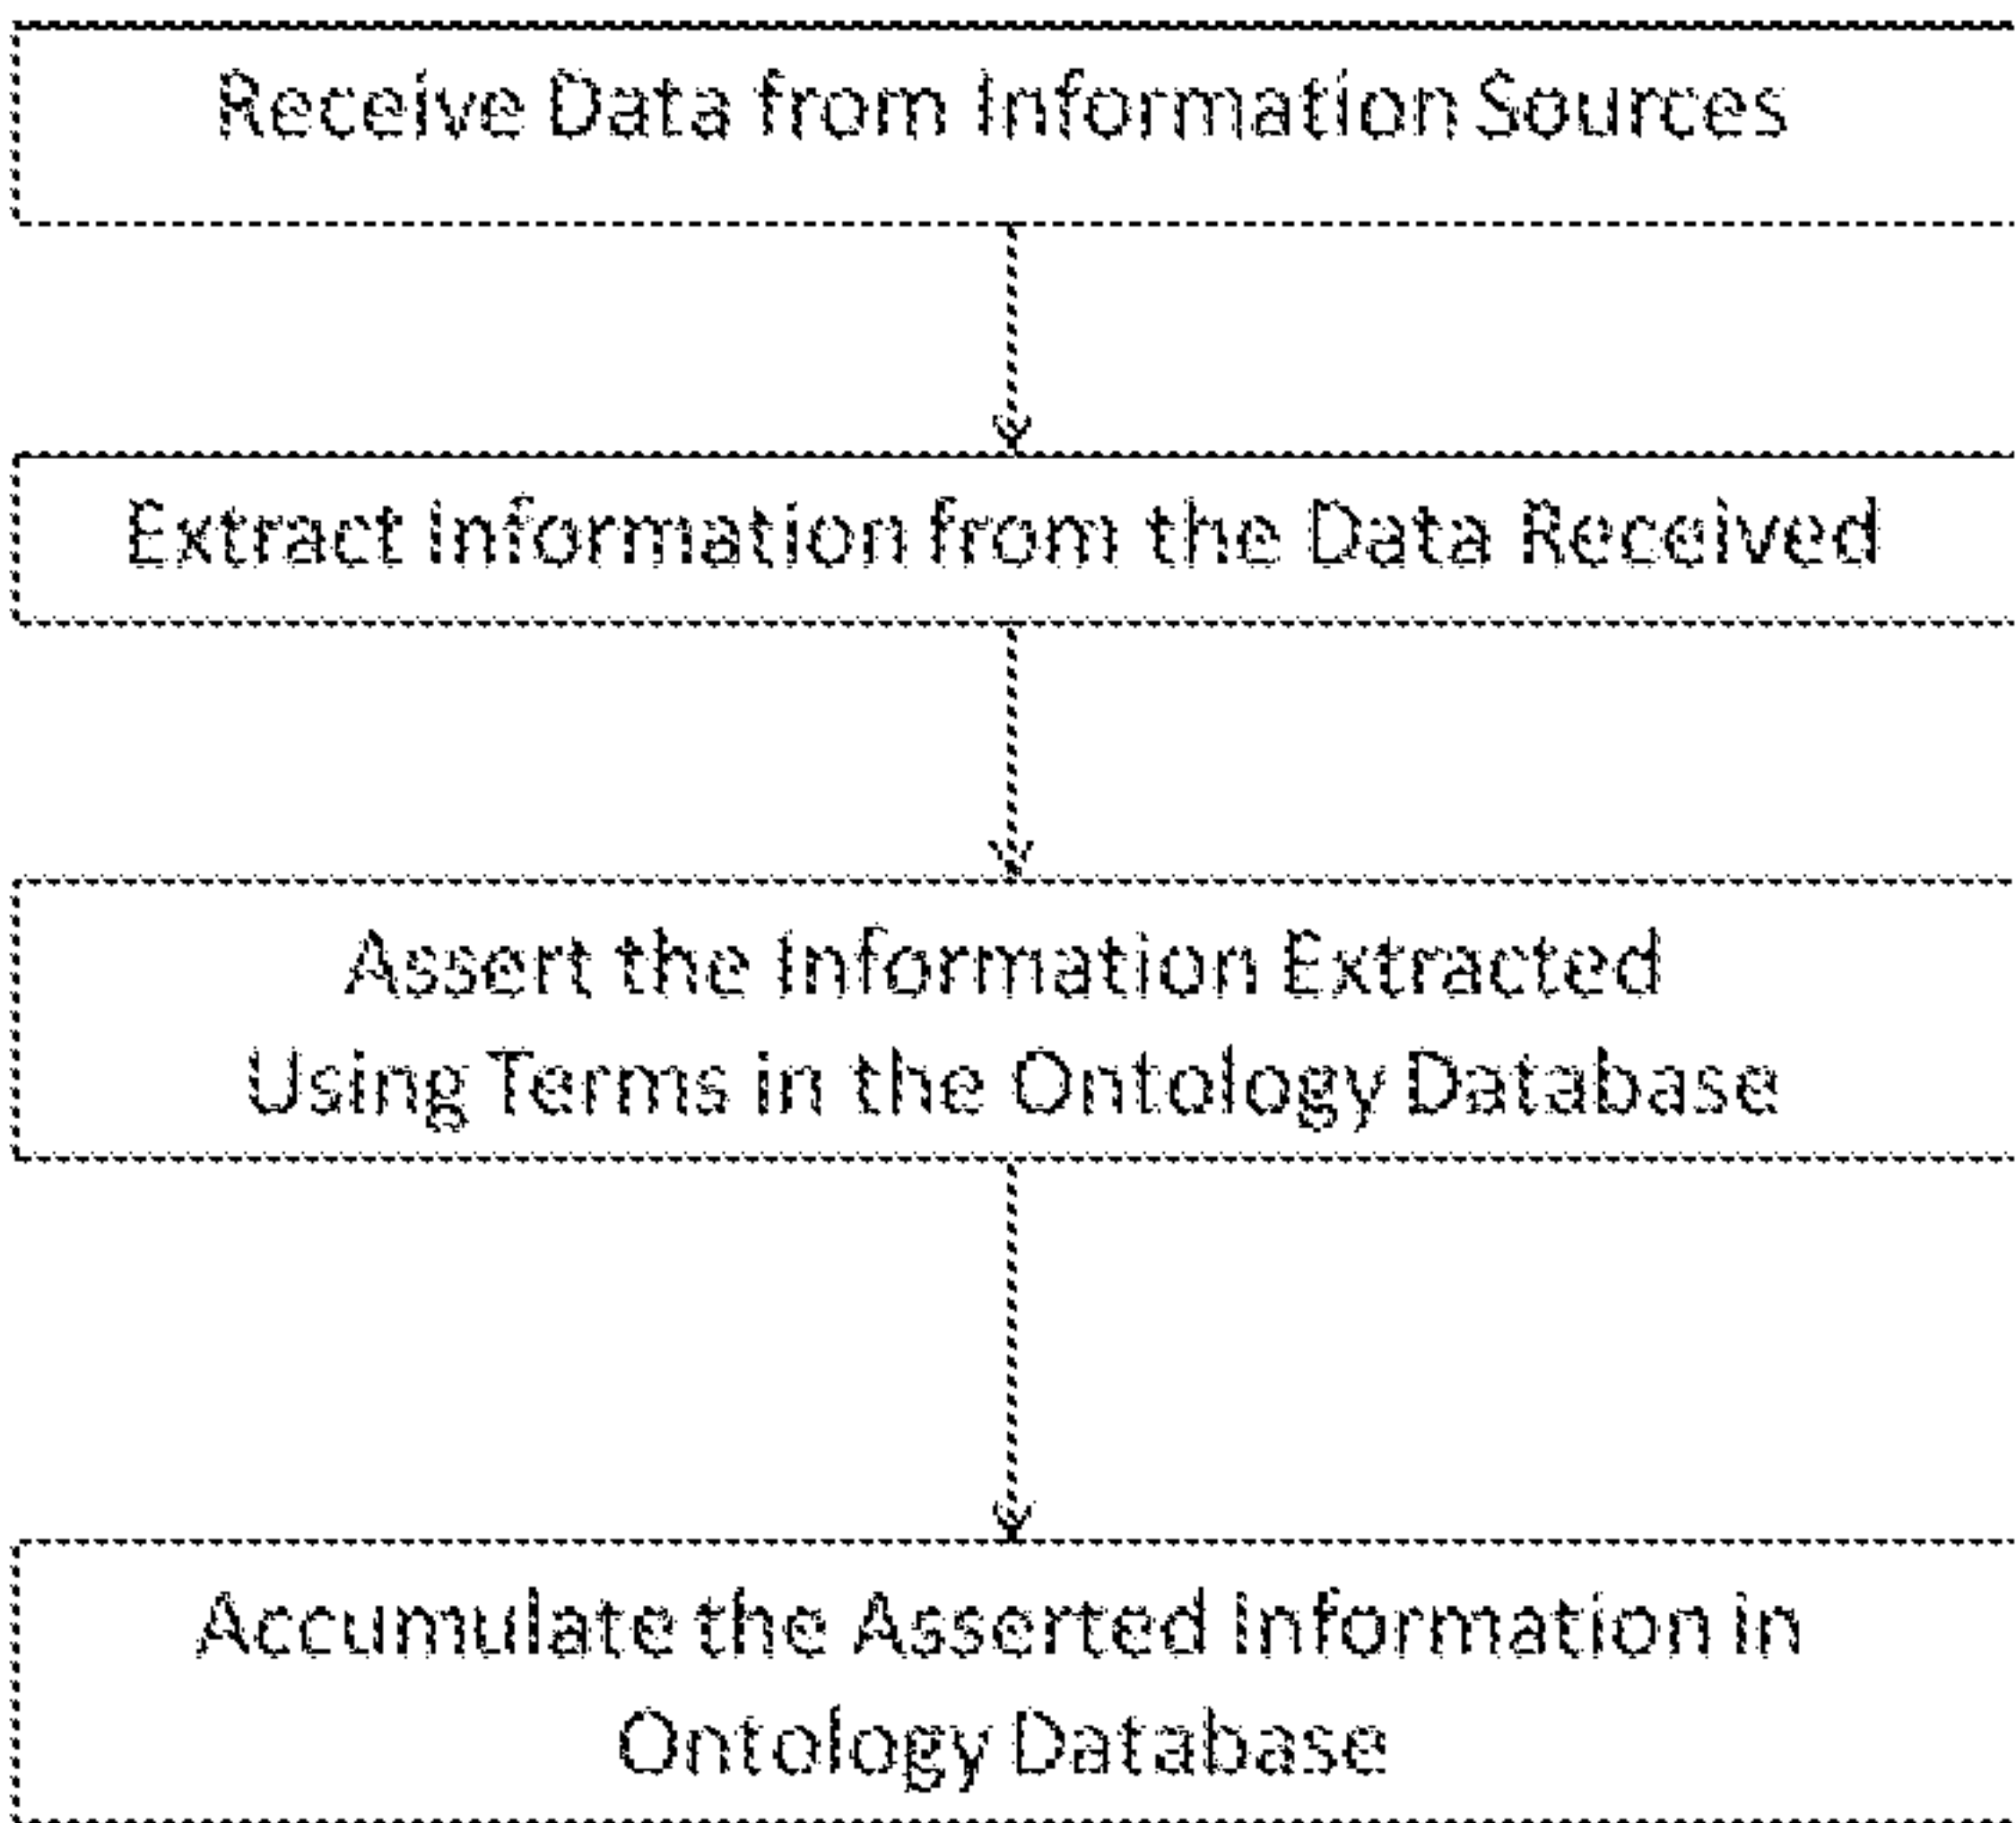 Receive Data from Information Sources
Extract Information from the Data Received
Assert the Information Extracted
Using Terms in the Ontology Database
Accumulate the Asserted Information in
Ontology Database